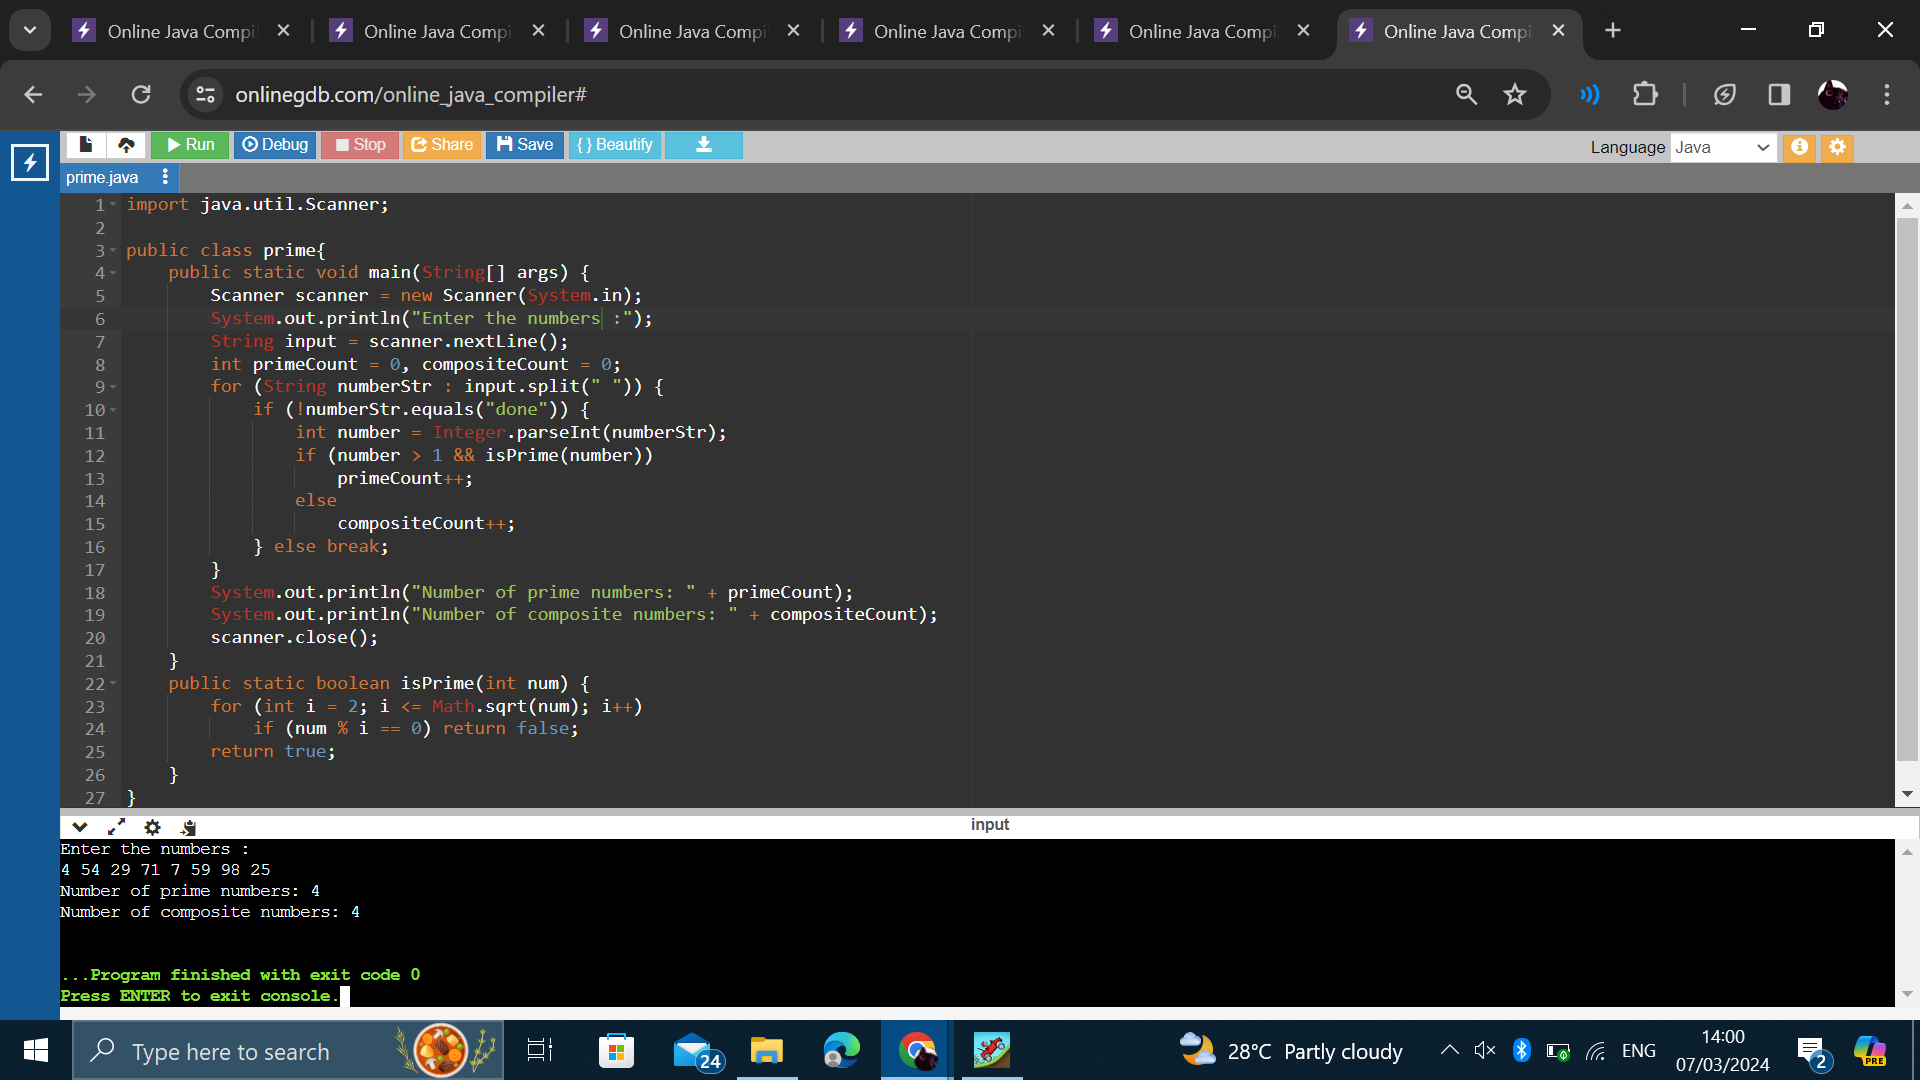 Online Java Compil
Online Java Compi
Online Java Compi
Online Java Compi
Online Java Compi
Online Java Compi
onlinegdb.com/online_java_compiler#
Run
Debug
Stop
Share
Save
{ } Beautify
Language
Java
prime.java
1 import java.util.Scanner;
2
3 public class prime{
4     public static void main(String[] args) {
5         Scanner scanner = new Scanner(System.in);
6         System.out.println("Enter the numbers :");
7         String input = scanner.nextLine();
8         int primeCount = 0, compositeCount = 0;
9         for (String numberStr : input.split(" ")) {
10             if (!numberStr.equals("done")) {
11                 int number = Integer.parseInt(numberStr);
12                 if (number > 1 && isPrime(number))
13                     primeCount++;
14                 else
15                     compositeCount++;
16             } else break;
17         }
18         System.out.println("Number of prime numbers: " + primeCount);
19         System.out.println("Number of composite numbers: " + compositeCount);
20         scanner.close();
21     }
22     public static boolean isPrime(int num) {
23         for (int i = 2; i <= Math.sqrt(num); i++)
24             if (num % i == 0) return false;
25         return true;
26     }
27 }
input
Enter the numbers :
4 54 29 71 7 59 98 25
Number of prime numbers: 4
Number of composite numbers: 4
...Program finished with exit code 0
Press ENTER to exit console.
Type here to search
24
28°C Partly cloudy
ENG
14:00
07/03/2024
2
PRE